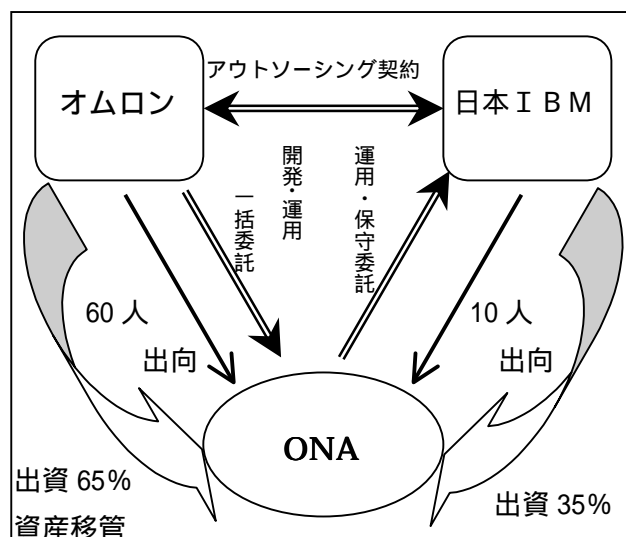 アウトソーシング契約
オムロン
日本ＩＢＭ
開発・運用
一括委託
運用・保守委託
60 人
出向
10 人
出向
ONA
出資 65%
資産移管
出資 35%